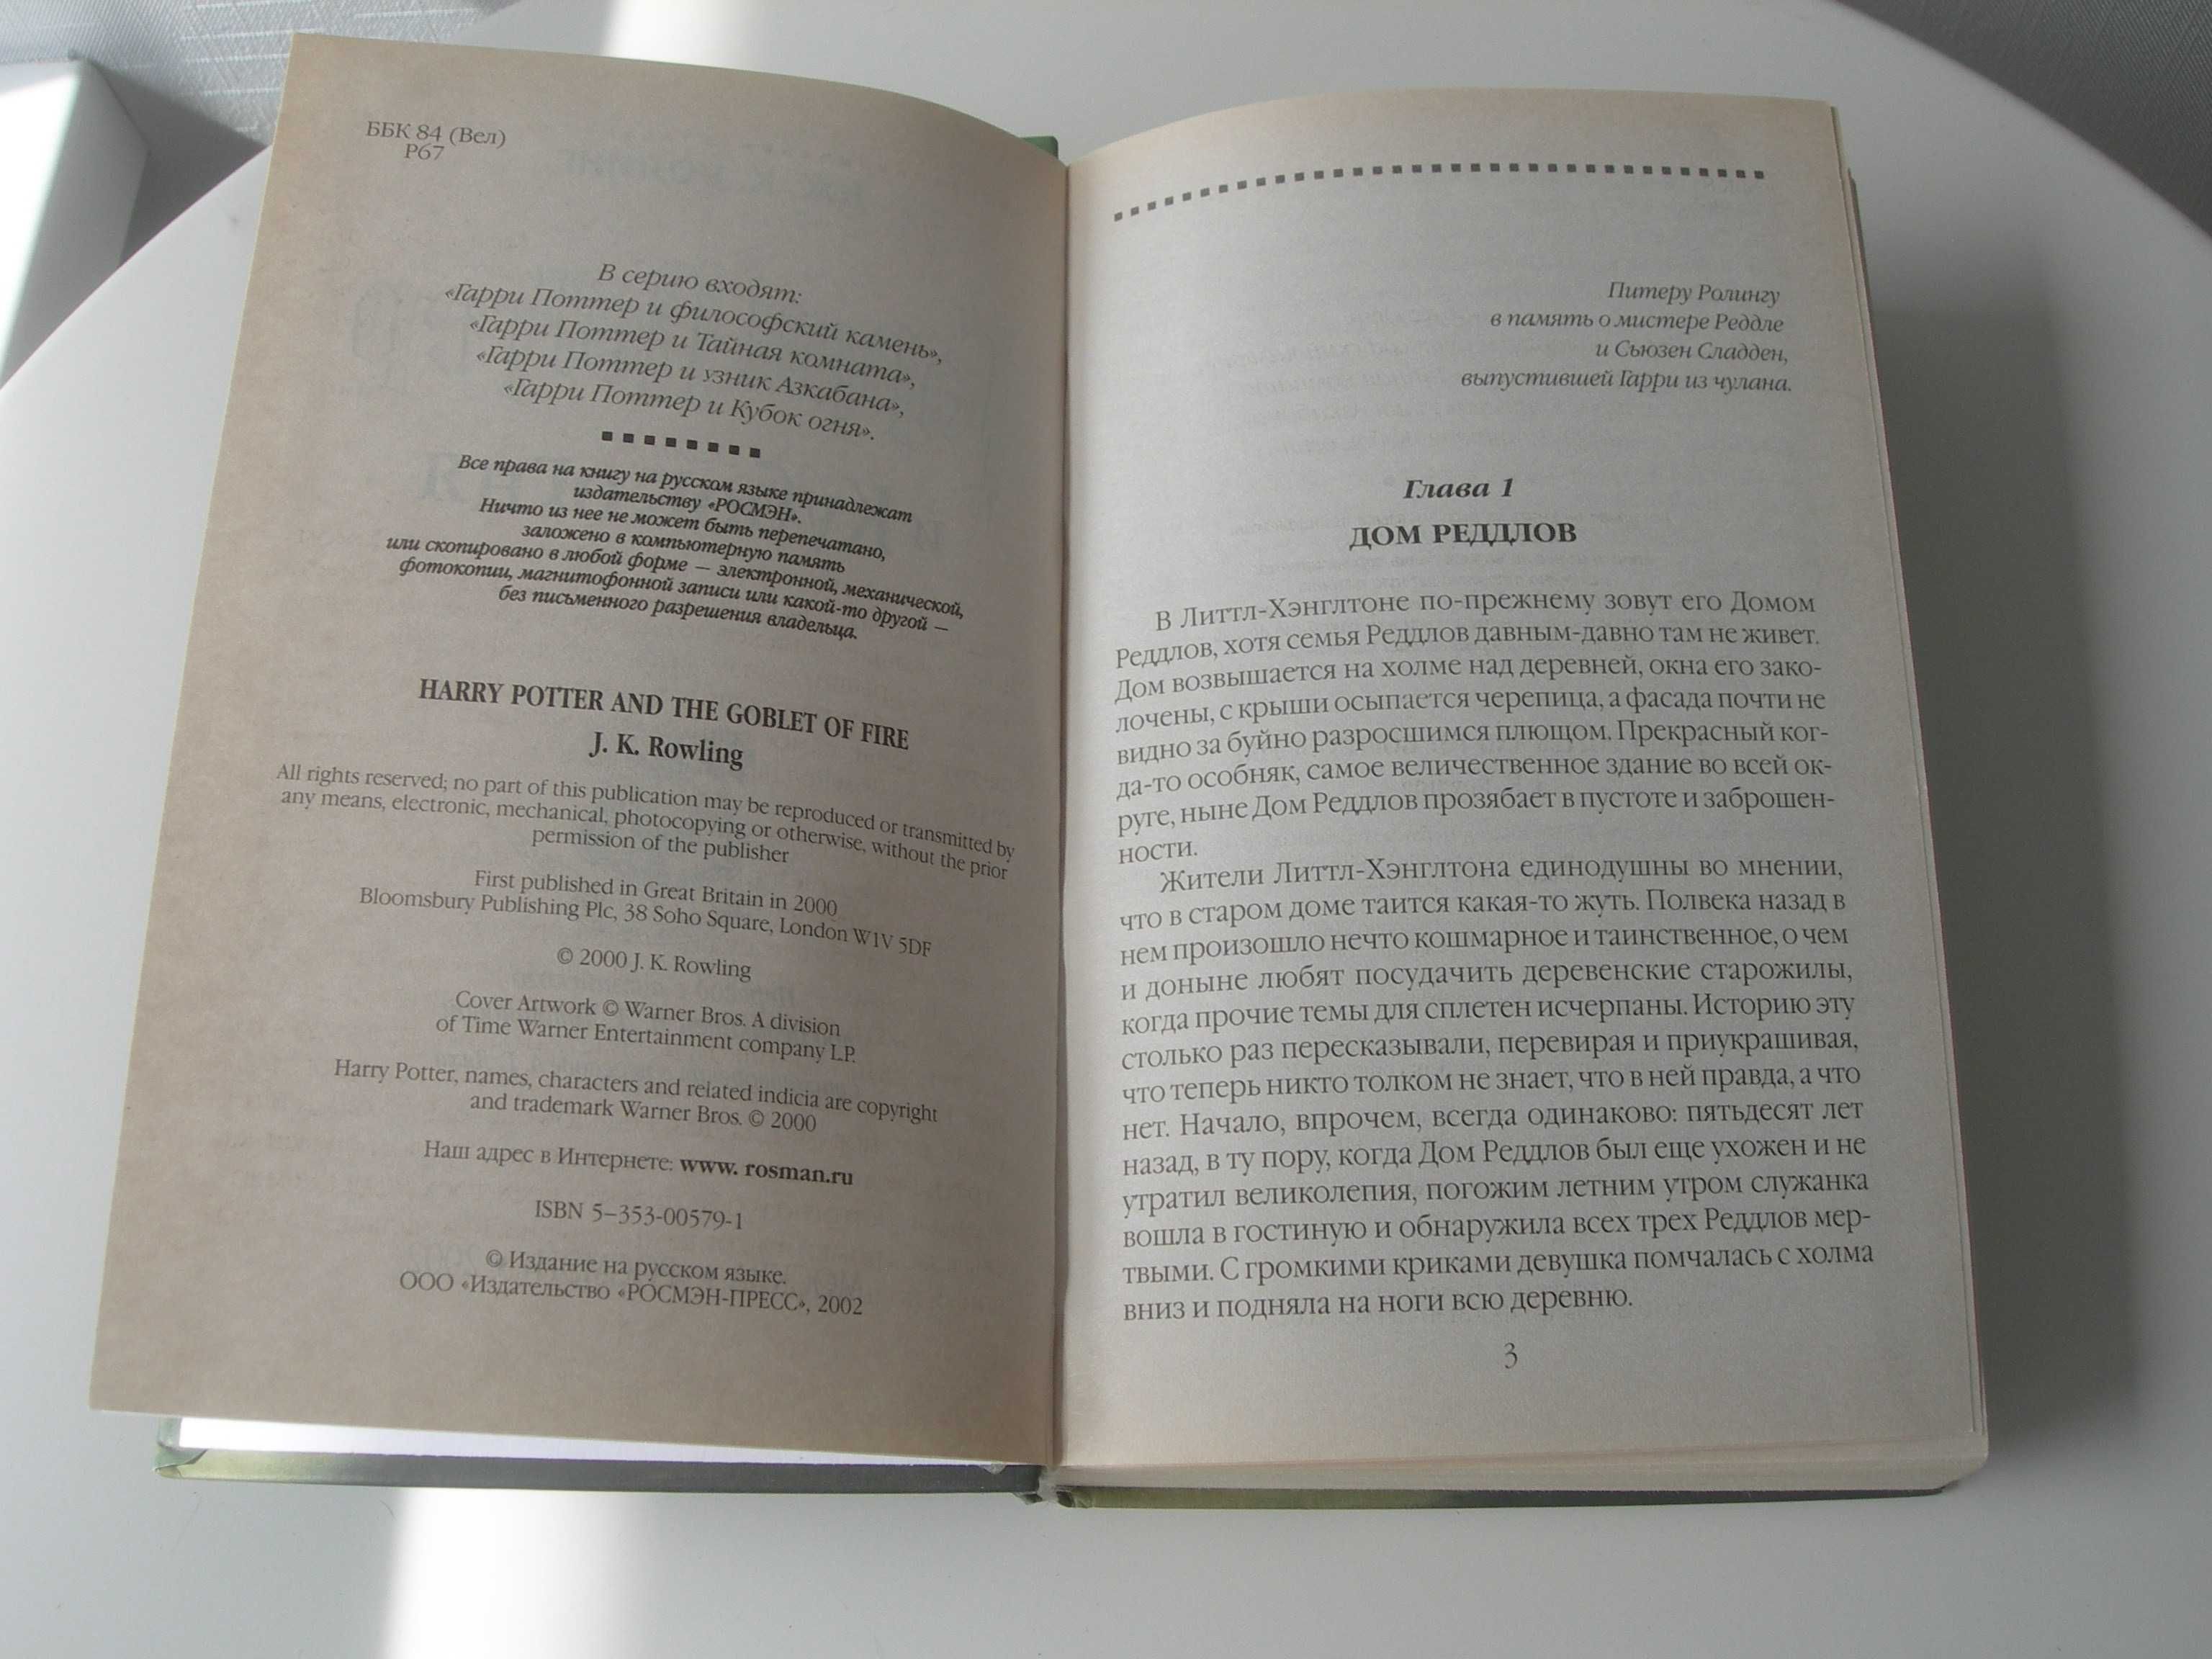 ББК 84 (Вел)
Р67
В серию входят:
«Гарри Поттер и философский камень»,
«Гарри Поттер и Тайная комната»,
«Гарри Поттер и узник Азкабана»,
«Гарри Поттер и Кубок огня».
Все права на книгу на русском языке принадлежат
издательству «РОСМЭН».
Ничто из нее не может быть перепечатано,
заложено в компьютерную память
или скопировано в любой форме — электронной, механической,
фотокопии, магнитофонной записи или какой-то другой —
без письменного разрешения владельца.
HARRY POTTER AND THE GOBLET OF FIRE
J. K. Rowling
All rights reserved; no part of this publication may be reproduced or transmitted by
any means, electronic, mechanical, photocopying or otherwise, without the prior
permission of the publisher
First published in Great Britain in 2000
Bloomsbury Publishing Plc, 38 Soho Square, London W1V 5DF
© 2000 J. K. Rowling
Cover Artwork © Warner Bros. A division
of Time Warner Entertainment company L.P.
Harry Potter, names, characters and related indicia are copyright
and trademark Warner Bros. © 2000
Наш адрес в Интернете: www. rosman.ru
ISBN 5–353-00579-1
© Издание на русском языке.
ООО «Издательство «РОСМЭН-ПРЕСС», 2002
Питеру Ролингу
в память о мистере Реддле
и Сьюзен Сладден,
выпустившей Гарри из чулана.
Глава 1
ДОМ РЕДДЛОВ
В Литтл-Хэнглтоне по-прежнему зовут его Домом
Реддлов, хотя семья Реддлов давным-давно там не живет.
Дом возвышается на холме над деревней, окна его зако-
лочены, с крыши осыпается черепица, а фасада почти не
видно за буйно разросшимся плющом. Прекрасный ког-
да-то особняк, самое величественное здание во всей ок-
руге, ныне Дом Реддлов прозябает в пустоте и заброшен-
ности.
Жители Литтл-Хэнглтона единодушны во мнении,
что в старом доме таится какая-то жуть. Полвека назад в
нем произошло нечто кошмарное и таинственное, о чем
и доныне любят посудачить деревенские старожилы,
когда прочие темы для сплетен исчерпаны. Историю эту
столько раз пересказывали, перевирая и приукрашивая,
что теперь никто толком не знает, что в ней правда, а что
нет. Начало, впрочем, всегда одинаково: пятьдесят лет
назад, в ту пору, когда Дом Реддлов был еще ухожен и не
утратил великолепия, погожим летним утром служанка
вошла в гостиную и обнаружила всех трех Реддлов мер-
твыми. С громкими криками девушка помчалась с холма
вниз и подняла на ноги всю деревню.
3